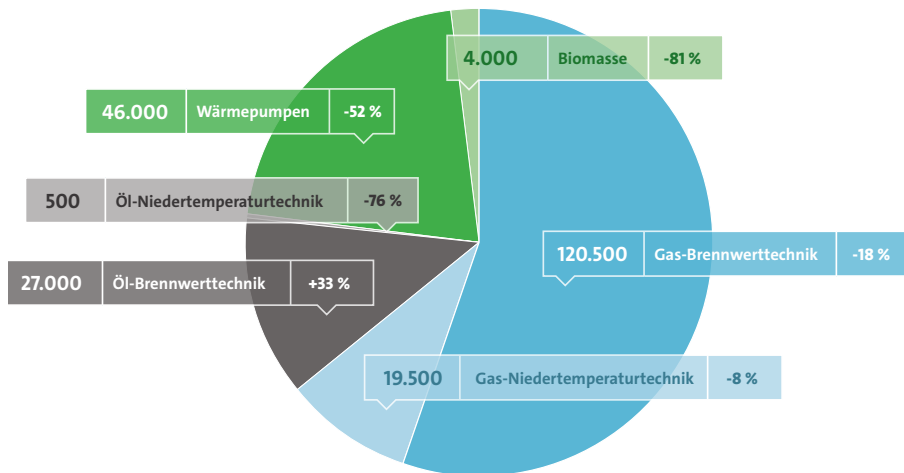 4.000 Biomasse -81 %
46.000 Wärmepumpen -52 %
500 Öl-Niedertemperaturtechnik -76 %
120.500 Gas-Brennwerttechnik -18 %
27.000 Öl-Brennwerttechnik +33 %
19.500 Gas-Niedertemperaturtechnik -8 %